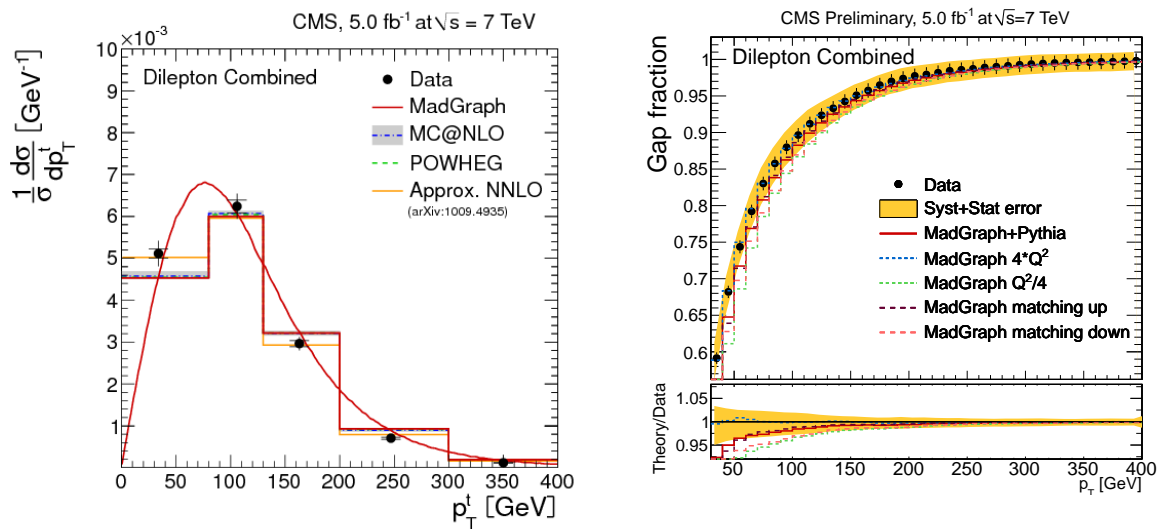 CMS, 5.0 fb⁻¹ at √s = 7 TeV
×10⁻³
Dilepton Combined
Data
MadGraph
MC@NLO
POWHEG
Approx. NNLO
(arXiv:1009.4935)
1/σ dσ/dp_T^t [GeV⁻¹]
10
9
8
7
6
5
4
3
2
1
0 50 100 150 200 250 300 350 400
p_T^t [GeV]
CMS Preliminary, 5.0 fb⁻¹ at √s=7 TeV
Dilepton Combined
Gap fraction
1
0.95
0.9
0.85
0.8
0.75
0.7
0.65
0.6
Data
Syst+Stat error
MadGraph+Pythia
MadGraph 4*Q²
MadGraph Q²/4
MadGraph matching up
MadGraph matching down
Theory/Data
1.05
1.00
0.95
50 100 150 200 250 300 350 400
p_T [GeV]